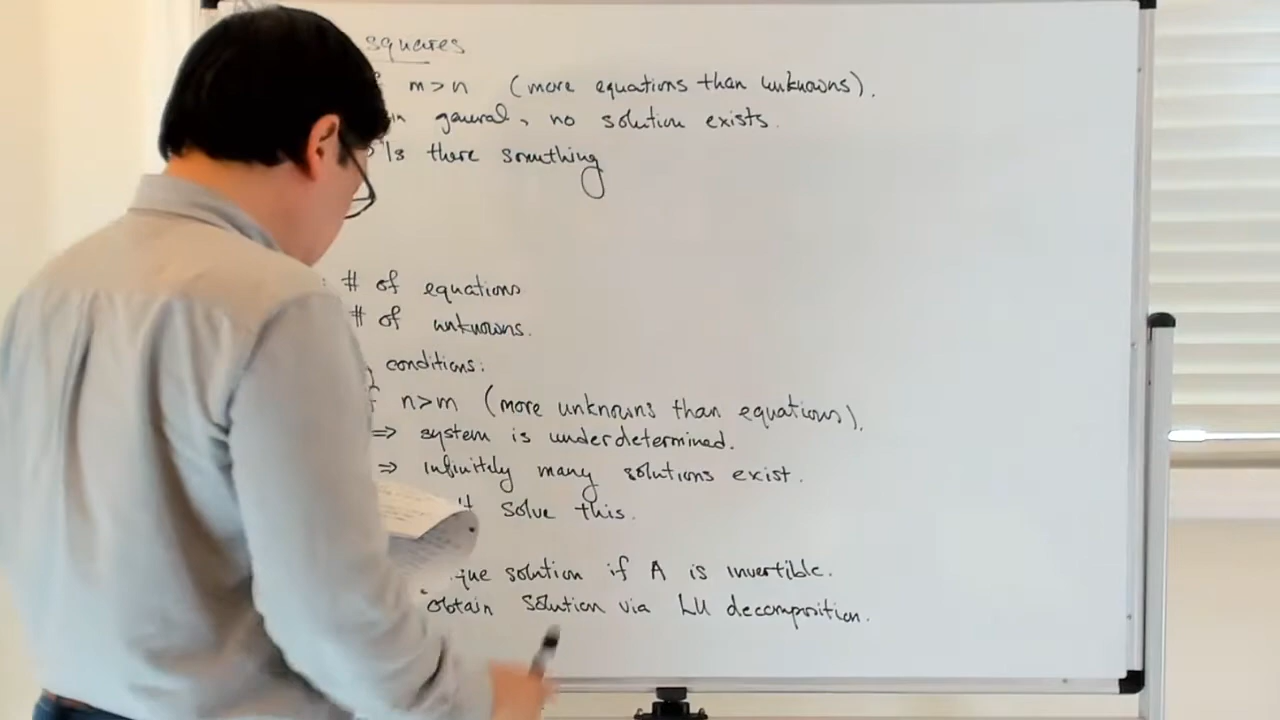 squares
m>n (more equations than unknowns).
in general, no solution exists.
Is there something
: # of equations
# of unknowns.
conditions:
n>m (more unknowns than equations).
⇒ system is underdetermined.
⇒ infinitely many solutions exist.
solve this.
solution if A is invertible.
obtain solution via LU decomposition.